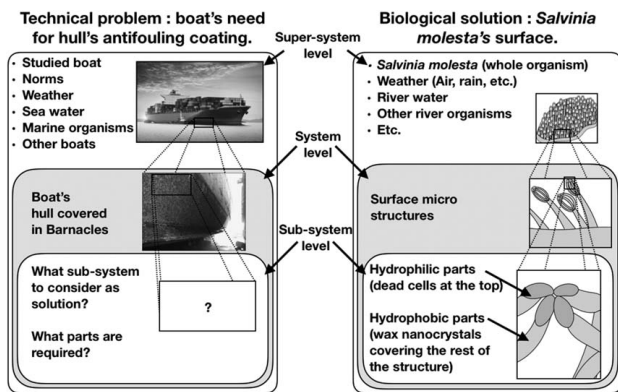 Technical problem : boat's need
for hull's antifouling coating.
• Studied boat
• Norms
• Weather
• Sea water
• Marine organisms
• Other boats
Boat's
hull covered
in Barnacles
What sub-system
to consider as
solution?
What parts are
required?
?
Super-system
level
System
level
Sub-system
level
Biological solution : Salvinia
molesta's surface.
• Salvinia molesta (whole organism)
• Weather (Air, rain, etc.)
• River water
• Other river organisms
• Etc.
Surface micro
structures
Hydrophilic parts
(dead cells at the top)
Hydrophobic parts
(wax nanocrystals
covering the rest of
the structure)